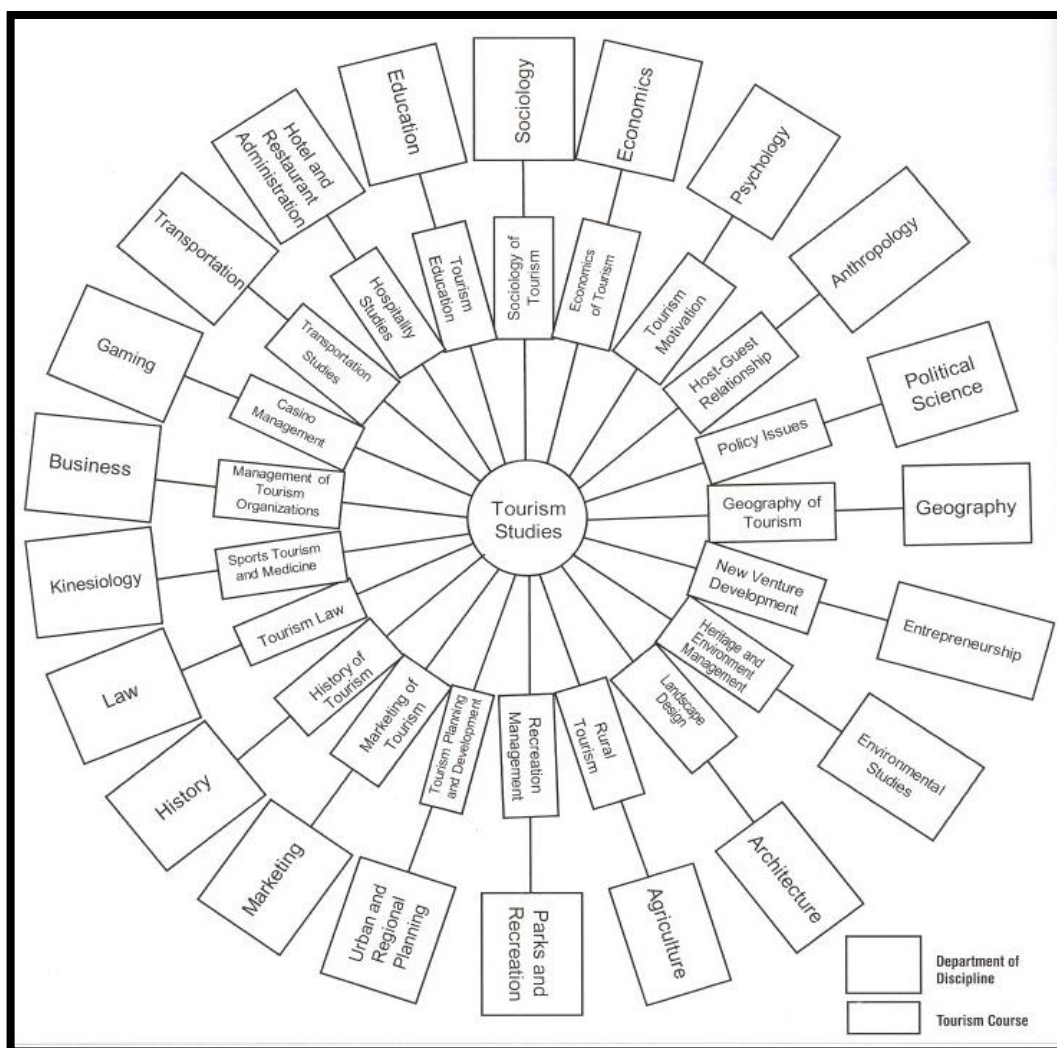 Sociology
Economics
Psychology
Anthropology
Political
Science
Geography
Entrepreneurship
Environmental
Studies
Architecture
Agriculture
Parks and
Recreation
Urban and
Regional
Planning
Marketing
History
Law
Kinesiology
Business
Gaming
Transportation
Hotel and
Restaurant
Administration
Education
Sociology of
Tourism
Economics
of Tourism
Tourism
Motivation
Host-Guest
Relationship
Policy Issues
Geography of
Tourism
New Venture
Development
Heritage and
Environment
Management
Landscape
Design
Rural
Tourism
Recreation
Management
Tourism Planning
and Development
Marketing of
Tourism
History of
Tourism
Tourism Law
Sports Tourism
and Medicine
Management of
Tourism
Organizations
Casino
Management
Transportation
Studies
Hospitality
Studies
Tourism
Education
Tourism
Studies
Department of
Discipline
Tourism Course